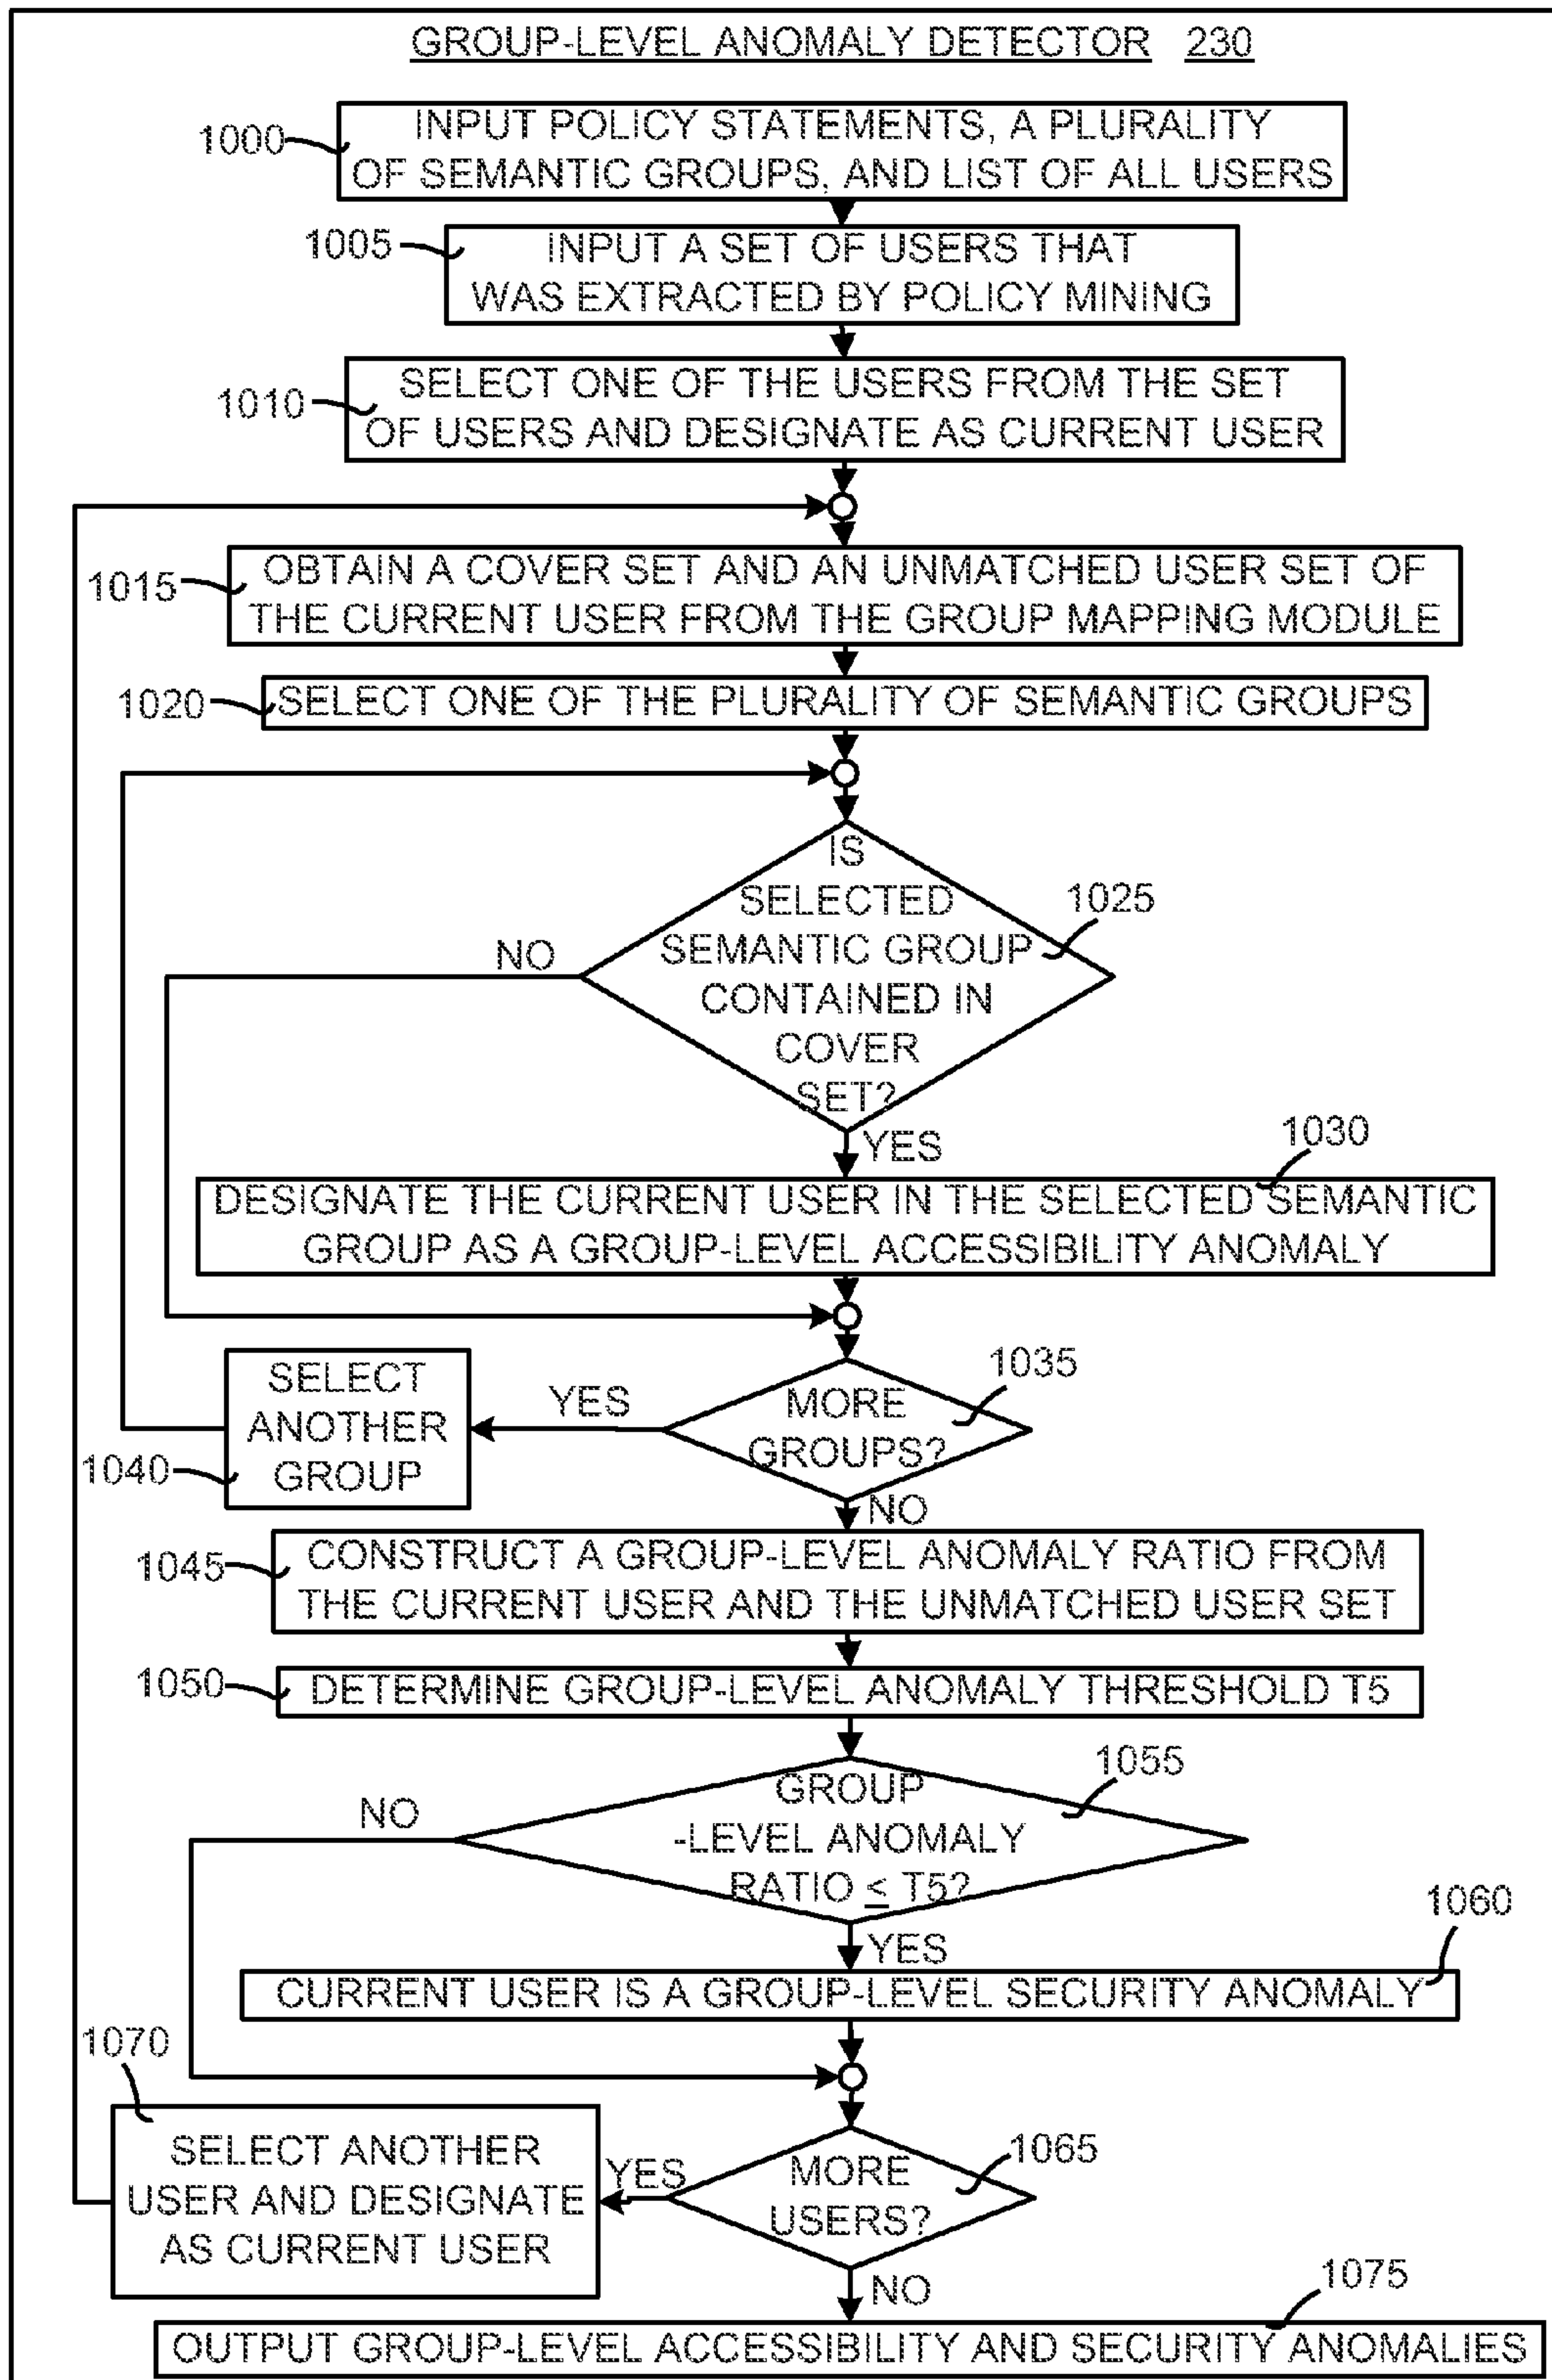 GROUP-LEVEL ANOMALY DETECTOR 230
1000
INPUT POLICY STATEMENTS, A PLURALITY
OF SEMANTIC GROUPS, AND LIST OF ALL USERS
1005
INPUT A SET OF USERS THAT
WAS EXTRACTED BY POLICY MINING
1010
SELECT ONE OF THE USERS FROM THE SET
OF USERS AND DESIGNATE AS CURRENT USER
1015
OBTAIN A COVER SET AND AN UNMATCHED USER SET OF
THE CURRENT USER FROM THE GROUP MAPPING MODULE
1020
SELECT ONE OF THE PLURALITY OF SEMANTIC GROUPS
IS
SELECTED
SEMANTIC GROUP
CONTAINED IN
COVER
SET?
1025
NO
YES
1030
DESIGNATE THE CURRENT USER IN THE SELECTED SEMANTIC
GROUP AS A GROUP-LEVEL ACCESSIBILITY ANOMALY
1035
MORE
GROUPS?
YES
SELECT
ANOTHER
GROUP
1040
NO
1045
CONSTRUCT A GROUP-LEVEL ANOMALY RATIO FROM
THE CURRENT USER AND THE UNMATCHED USER SET
1050
DETERMINE GROUP-LEVEL ANOMALY THRESHOLD T5
1055
GROUP
-LEVEL ANOMALY
RATIO ≤ T5?
NO
YES
1060
CURRENT USER IS A GROUP-LEVEL SECURITY ANOMALY
1065
MORE
USERS?
YES
1070
SELECT ANOTHER
USER AND DESIGNATE
AS CURRENT USER
NO
1075
OUTPUT GROUP-LEVEL ACCESSIBILITY AND SECURITY ANOMALIES